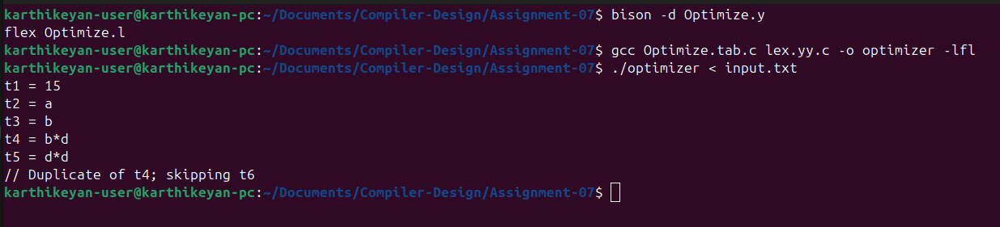 karthikeyan-user@karthikeyan-pc:~/Documents/Compiler-Design/Assignment-07$ bison -d Optimize.y
flex Optimize.l
karthikeyan-user@karthikeyan-pc:~/Documents/Compiler-Design/Assignment-07$ gcc Optimize.tab.c lex.yy.c -o optimizer -lfl
karthikeyan-user@karthikeyan-pc:~/Documents/Compiler-Design/Assignment-07$ ./optimizer < input.txt
t1 = 15
t2 = a
t3 = b
t4 = b*d
t5 = d*d
// Duplicate of t4; skipping t6
karthikeyan-user@karthikeyan-pc:~/Documents/Compiler-Design/Assignment-07$